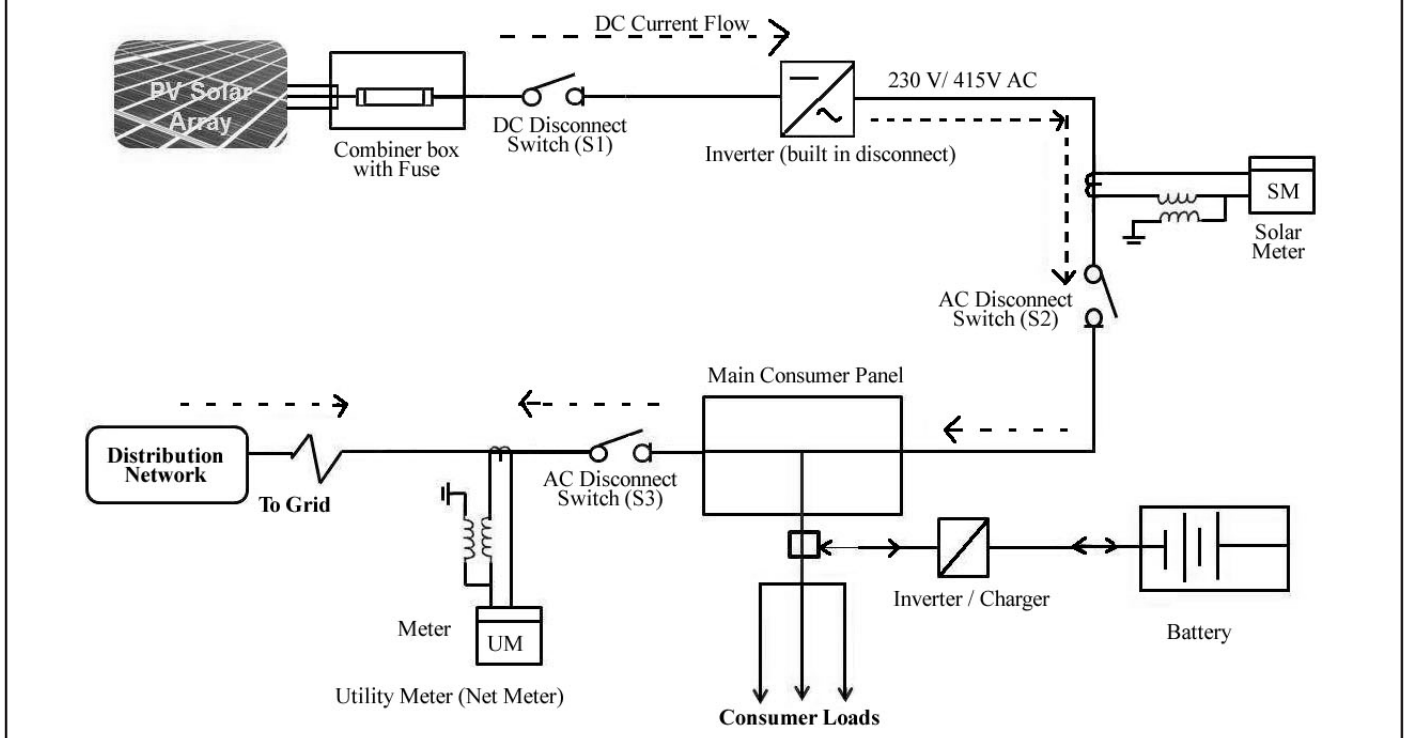 DC Current Flow
PV Solar
Array
230 V/ 415V AC
DC Disconnect
Switch (S1)
Combiner box
with Fuse
Inverter (built in disconnect)
SM
Solar
Meter
AC Disconnect
Switch (S2)
Main Consumer Panel
Distribution
Network
To Grid
AC Disconnect
Switch (S3)
Inverter / Charger
Battery
Meter
UM
Utility Meter (Net Meter)
Consumer Loads